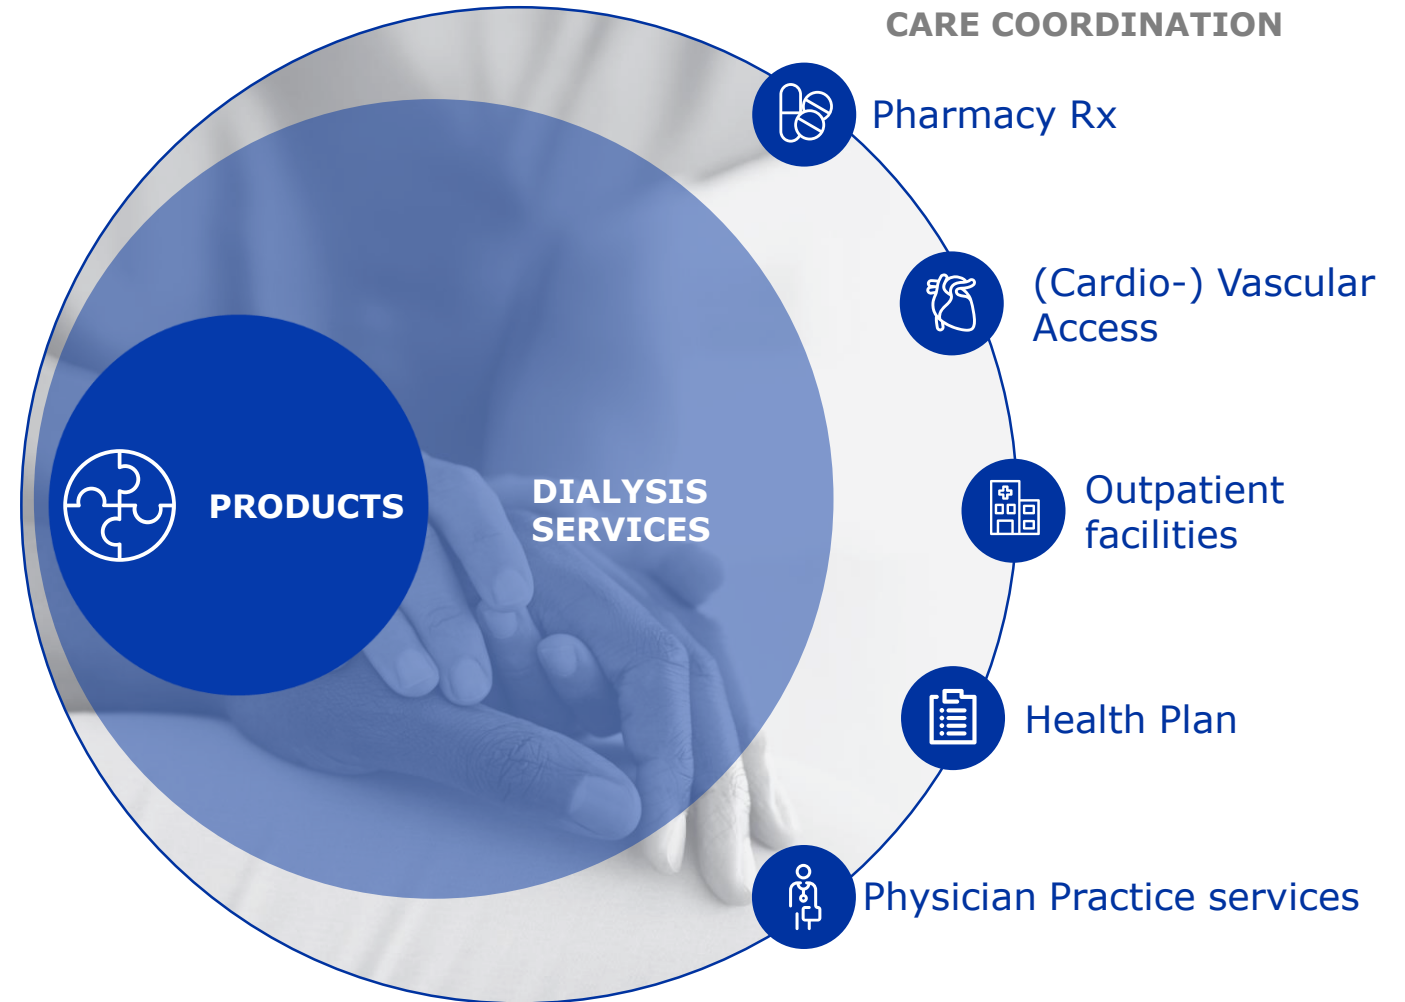 CARE COORDINATION
Pharmacy Rx
(Cardio-) Vascular
Access
Outpatient
facilities
PRODUCTS
DIALYSIS
SERVICES
Health Plan
Physician Practice services